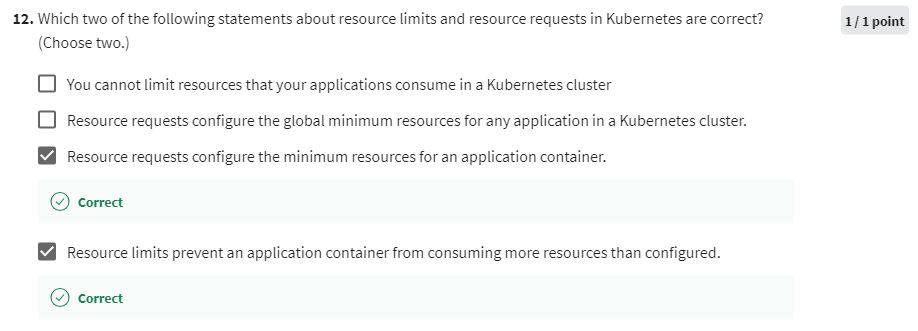 12. Which two of the following statements about resource limits and resource requests in Kubernetes are correct?
1 / 1 point
(Choose two.)
You cannot limit resources that your applications consume in a Kubernetes cluster
Resource requests configure the global minimum resources for any application in a Kubernetes cluster.
Resource requests configure the minimum resources for an application container.
Correct
Resource limits prevent an application container from consuming more resources than configured.
Correct